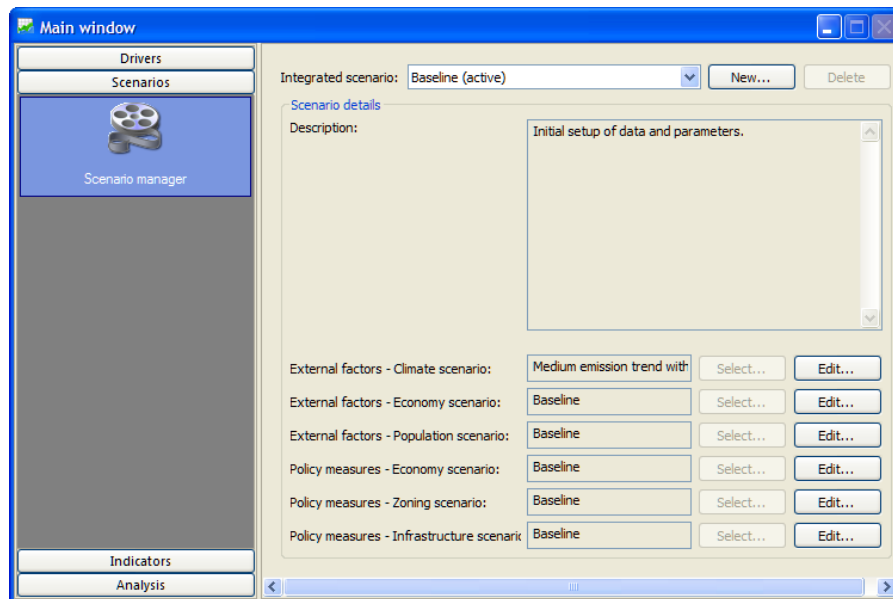 Main window
Drivers
Scenarios
Scenario manager
Indicators
Analysis
Integrated scenario: Baseline (active) New... Delete
Scenario details
Description: Initial setup of data and parameters.
External factors - Climate scenario: Medium emission trend with Select... Edit...
External factors - Economy scenario: Baseline Select... Edit...
External factors - Population scenario: Baseline Select... Edit...
Policy measures - Economy scenario: Baseline Select... Edit...
Policy measures - Zoning scenario: Baseline Select... Edit...
Policy measures - Infrastructure scenaric Baseline Select... Edit...